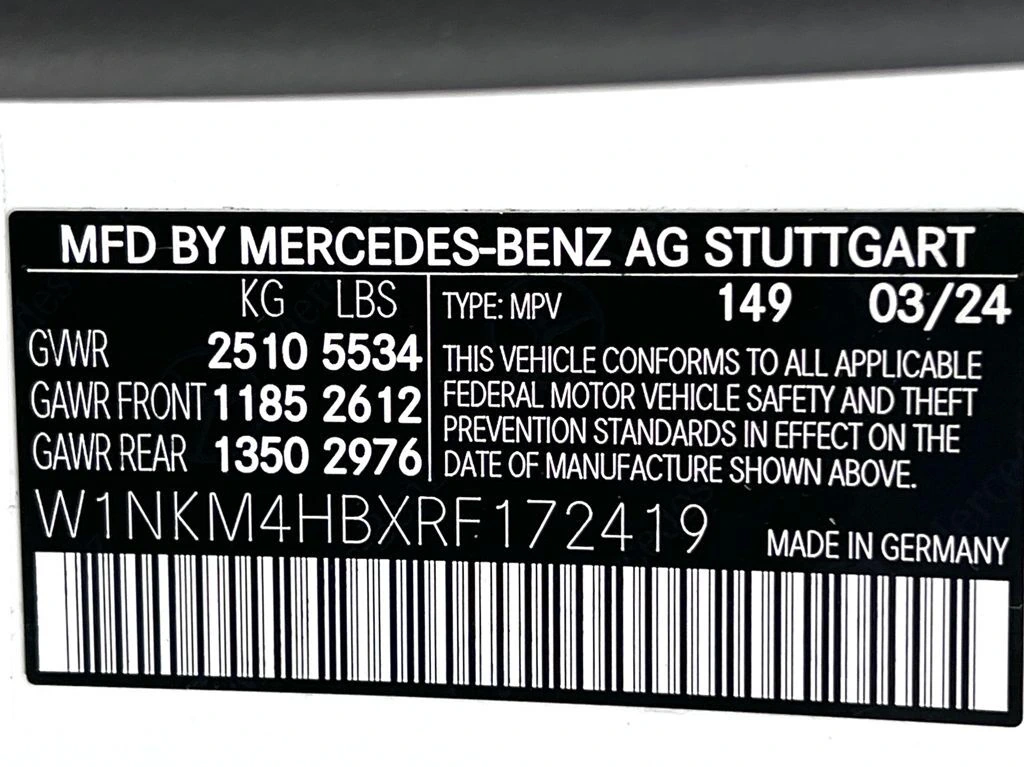 MFD BY MERCEDES-BENZ AG STUTTGART
KG LBS
GVWR 2510 5534
GAWR FRONT 1185 2612
GAWR REAR 1350 2976
TYPE: MPV 149 03/24
THIS VEHICLE CONFORMS TO ALL APPLICABLE
FEDERAL MOTOR VEHICLE SAFETY AND THEFT
PREVENTION STANDARDS IN EFFECT ON THE
DATE OF MANUFACTURE SHOWN ABOVE.
W1NKM4HBXRF172419
MADE IN GERMANY